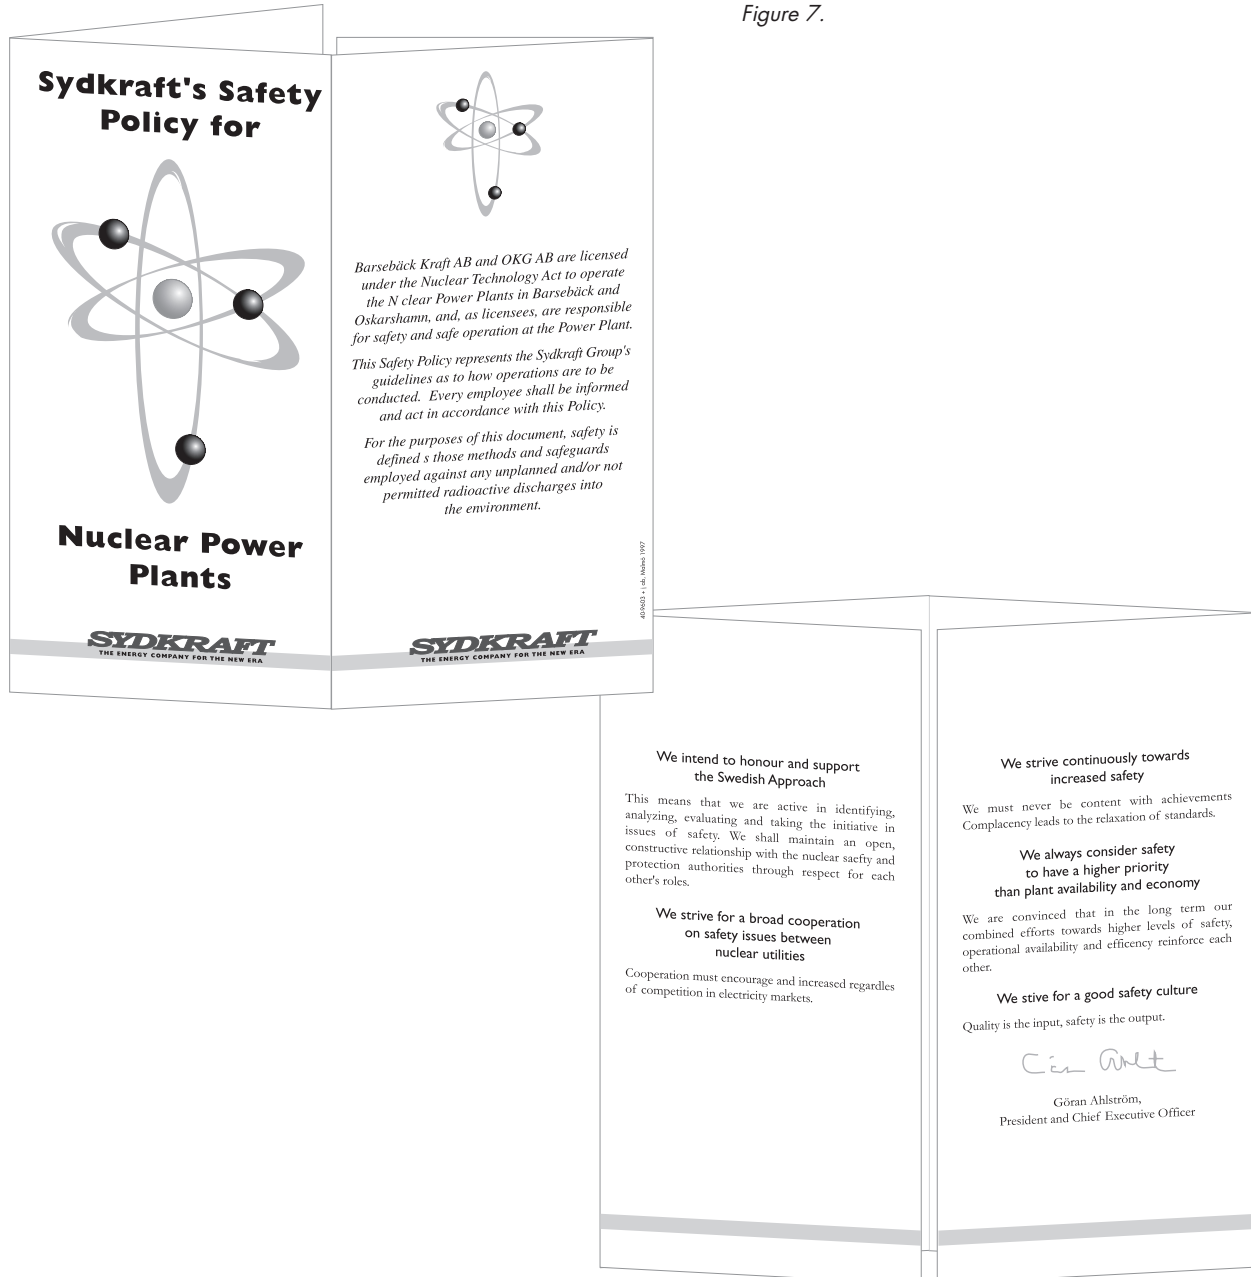 Figure 7.
Sydkraft's Safety
Policy for
Nuclear Power
Plants
SYDKRAFT
THE ENERGY COMPANY FOR THE NEW ERA
Barsebäck Kraft AB and OKG AB are licensed
under the Nuclear Technology Act to operate
the N clear Power Plants in Barsebäck and
Oskarshamn, and, as licensees, are responsible
for safety and safe operation at the Power Plant.
This Safety Policy represents the Sydkraft Group's
guidelines as to how operations are to be
conducted. Every employee shall be informed
and act in accordance with this Policy.
For the purposes of this document, safety is
defined s those methods and safeguards
employed against any unplanned and/or not
permitted radioactive discharges into
the environment.
409603 • j ab, Malmö 1997
SYDKRAFT
THE ENERGY COMPANY FOR THE NEW ERA
We intend to honour and support
the Swedish Approach
This means that we are active in identifying,
analyzing, evaluating and taking the initiative in
issues of safety. We shall maintain an open,
constructive relationship with the nuclear saefty and
protection authorities through respect for each
other's roles.
We strive for a broad cooperation
on safety issues between
nuclear utilities
Cooperation must encourage and increased regardles
of competition in electricity markets.
We strive continuously towards
increased safety
We must never be content with achievements
Complacency leads to the relaxation of standards.
We always consider safety
to have a higher priority
than plant availability and economy
We are convinced that in the long term our
combined efforts towards higher levels of safety,
operational availability and efficency reinforce each
other.
We stive for a good safety culture
Quality is the input, safety is the output.
Göran Ahlström,
President and Chief Executive Officer